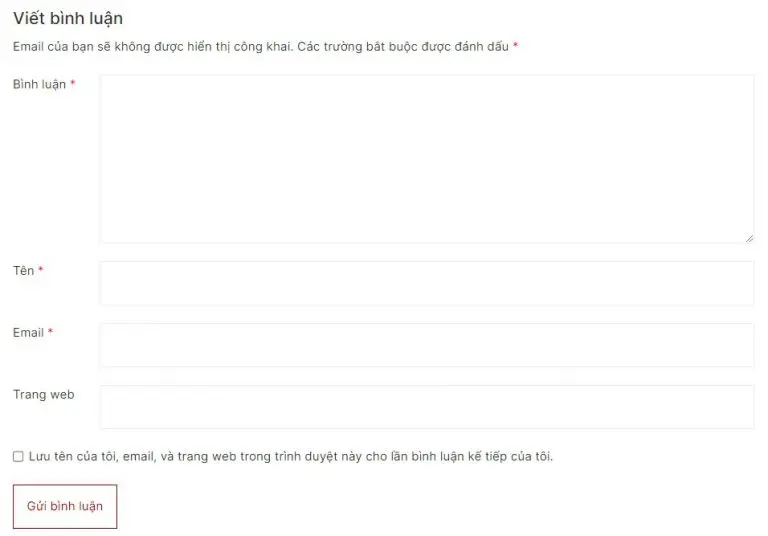 Viết bình luận
Email của bạn sẽ không được hiển thị công khai. Các trường bắt buộc được đánh dấu *
Bình luận *
Tên *
Email *
Trang web
Lưu tên của tôi, email, và trang web trong trình duyệt này cho lần bình luận kế tiếp của tôi.
Gửi bình luận